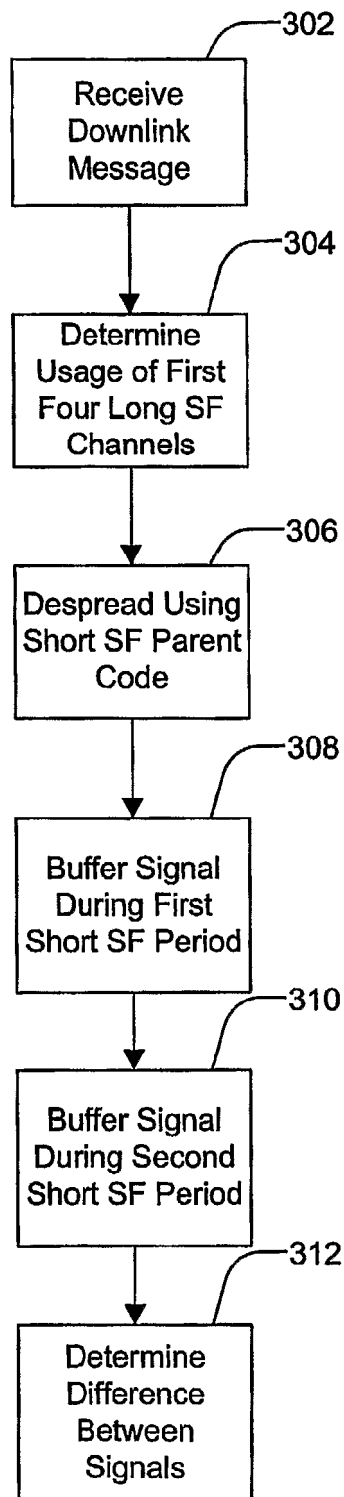 302
Receive
Downlink
Message
304
Determine
Usage of First
Four Long SF
Channels
306
Despread Using
Short SF Parent
Code
308
Buffer Signal
During First
Short SF Period
310
Buffer Signal
During Second
Short SF Period
312
Determine
Difference
Between
Signals